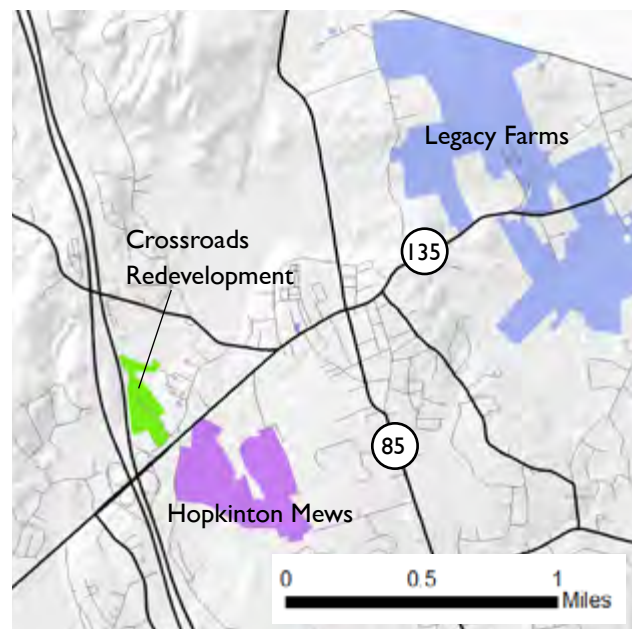 Legacy Farms
135
Crossroads
Redevelopment
85
Hopkinton Mews
0 0.5 1
Miles